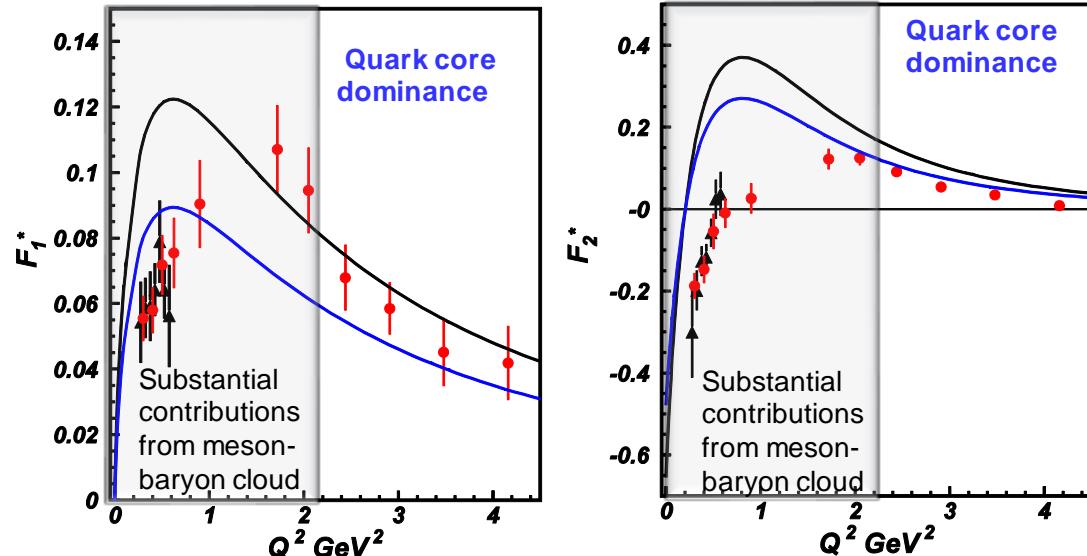 0.14
0.12
0.1
0.08
0.06
0.04
0.02
0
F1*
Quark core
dominance
Substantial
contributions
from meson-
baryon cloud
0
1
2
3
4
Q² GeV²
0.4
0.2
-0
-0.2
-0.4
-0.6
F2*
Quark core
dominance
Substantial
contributions
from meson-
baryon cloud
0
1
2
3
4
Q² GeV²